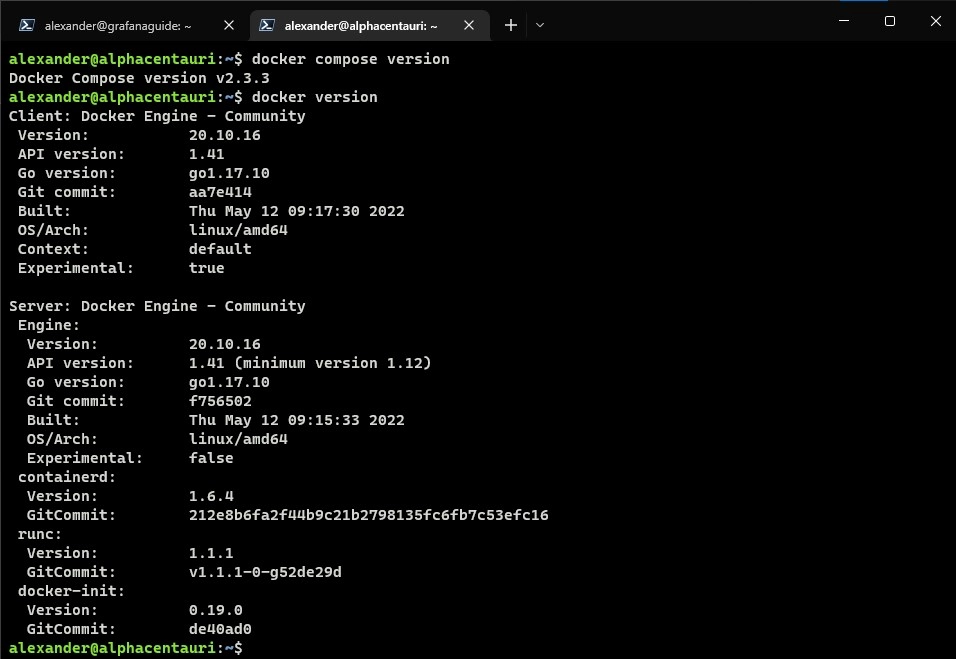 alexander@grafanaguide: ~
alexander@alphacentauri: ~
alexander@alphacentauri:~$ docker compose version
Docker Compose version v2.3.3
alexander@alphacentauri:~$ docker version
Client: Docker Engine - Community
 Version:           20.10.16
 API version:       1.41
 Go version:        go1.17.10
 Git commit:        aa7e414
 Built:             Thu May 12 09:17:30 2022
 OS/Arch:           linux/amd64
 Context:           default
 Experimental:      true

Server: Docker Engine - Community
 Engine:
  Version:          20.10.16
  API version:      1.41 (minimum version 1.12)
  Go version:       go1.17.10
  Git commit:       f756502
  Built:            Thu May 12 09:15:33 2022
  OS/Arch:          linux/amd64
  Experimental:     false
 containerd:
  Version:          1.6.4
  GitCommit:        212e8b6fa2f44b9c21b2798135fc6fb7c53efc16
 runc:
  Version:          1.1.1
  GitCommit:        v1.1.1-0-g52de29d
 docker-init:
  Version:          0.19.0
  GitCommit:        de40ad0
alexander@alphacentauri:~$